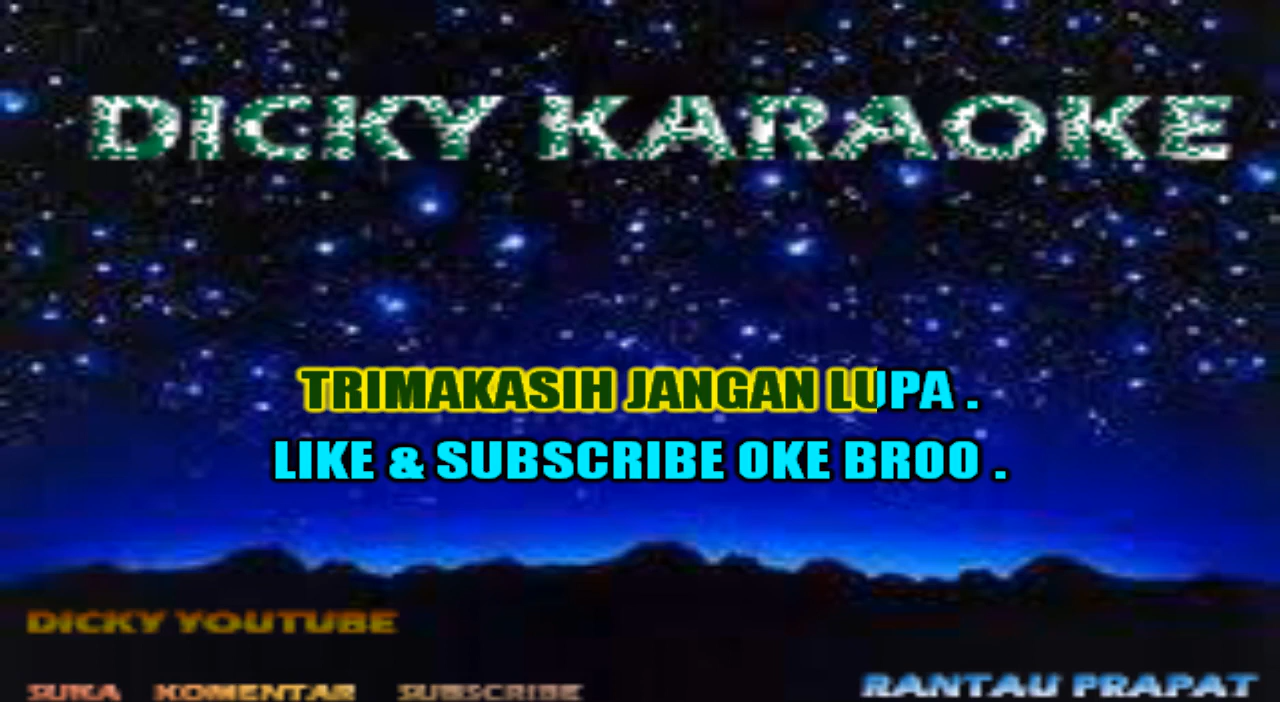 DICKY KARAOKE
TRIMAKASIH JANGAN LUPA .
LIKE & SUBSCRIBE OKE BROO .
DICKY YOUTUBE
SUKA KOMENTAR SUBSCRIBE
RANTAU PRAPAT